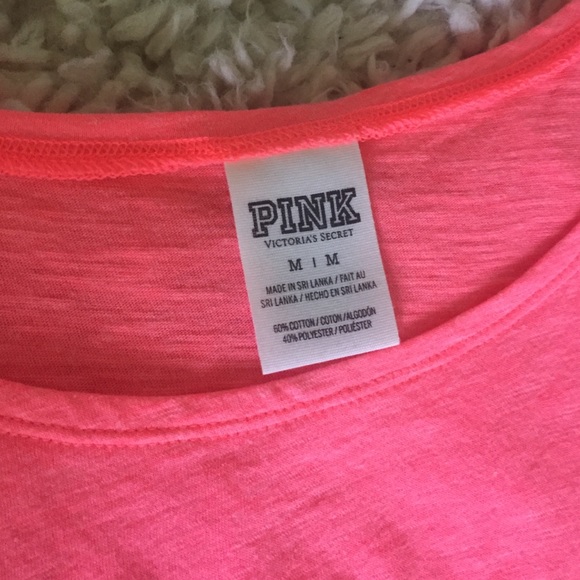 PINK
VICTORIA'S SECRET
M | M
MADE IN SRI LANKA / FAIT AU
SRI LANKA / HECHO EN SRI LANKA
60% COTTON / COTON / ALGODÓN
40% POLYESTER / POLIÉSTER